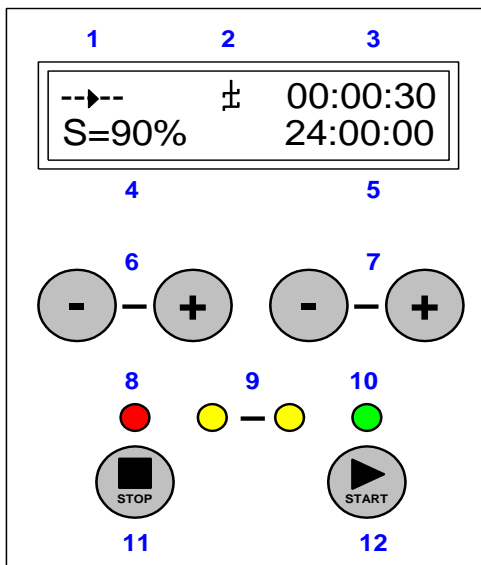 1 2 3
--▶-- 00:00:30
S=90% 24:00:00
4 5
6 7
- – + - – +
8 9 10
STOP START
11 12